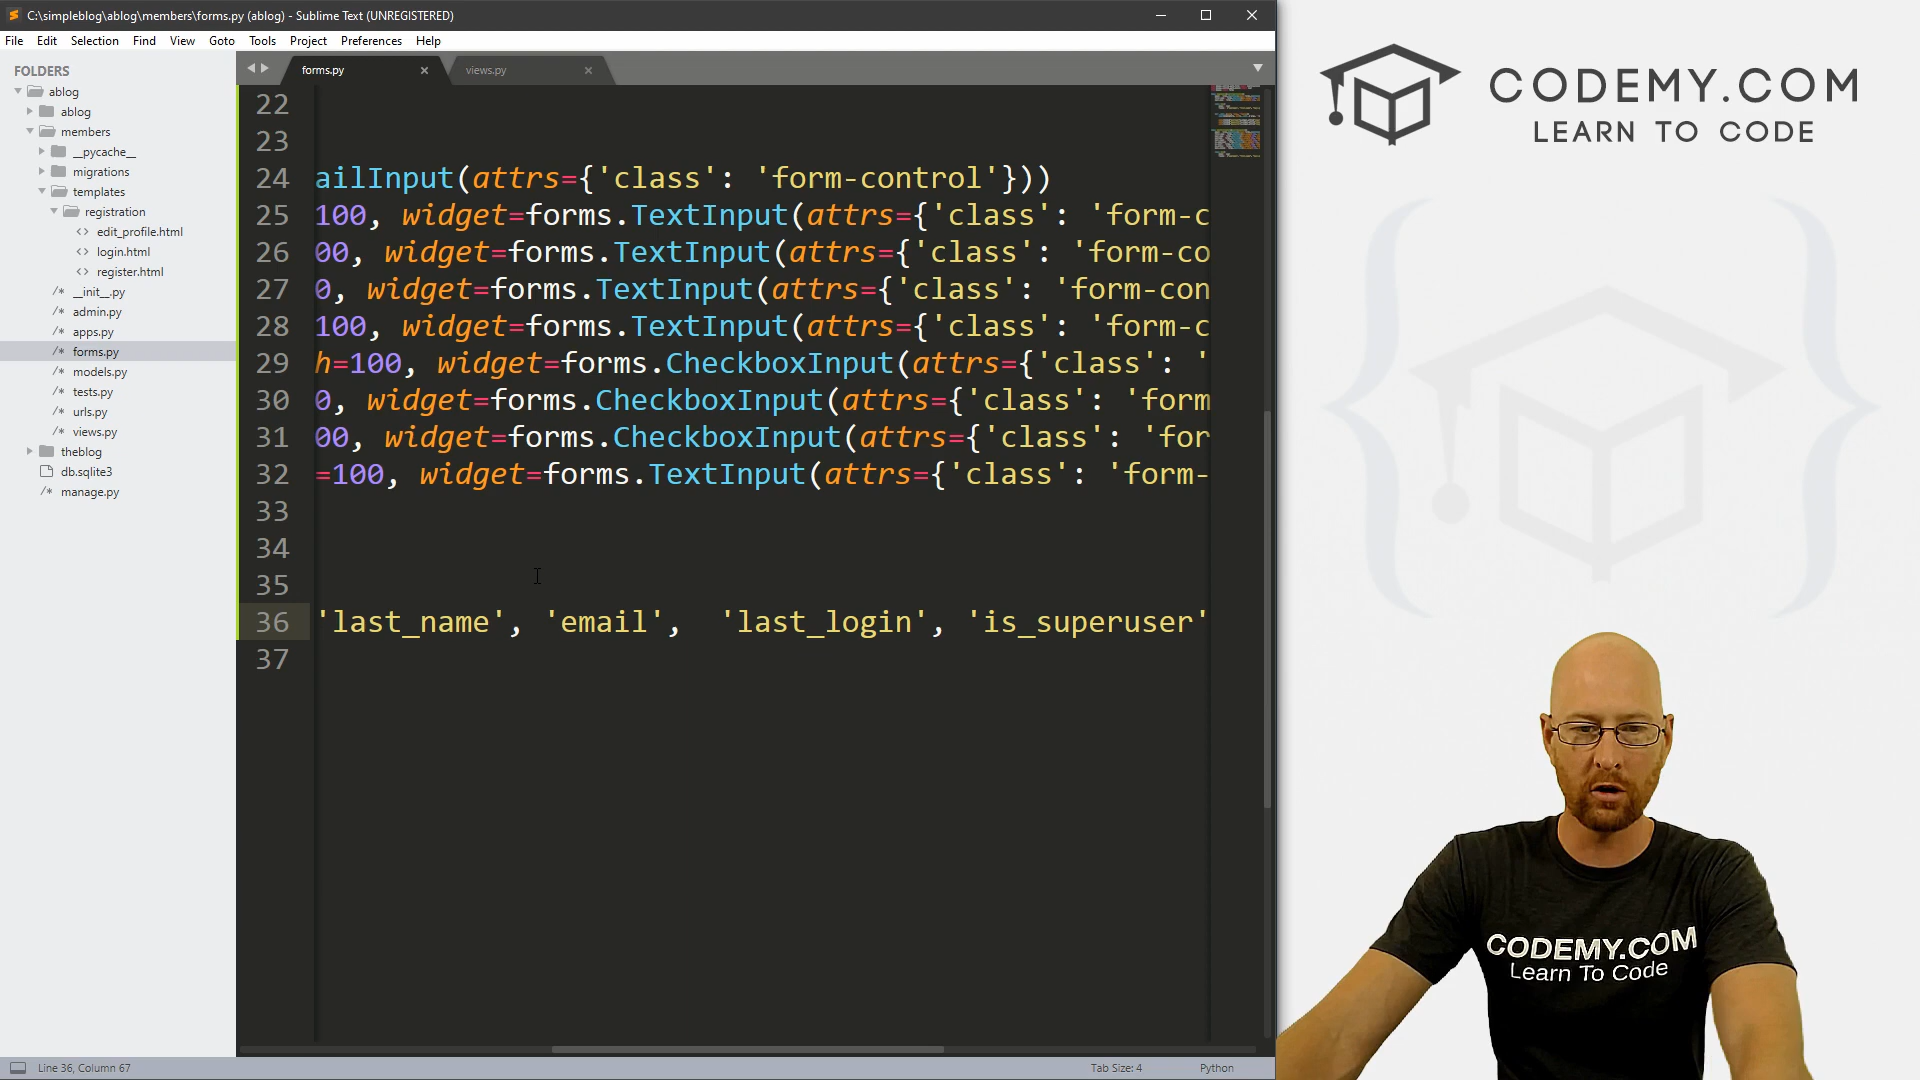 C:\simpleblog\ablog\members\forms.py (ablog) - Sublime Text (UNREGISTERED)
File Edit Selection Find View Goto Tools Project Preferences Help
FOLDERS
ablog
ablog
members
__pycache__
migrations
templates
registration
edit_profile.html
login.html
register.html
__init__.py
admin.py
apps.py
forms.py
models.py
tests.py
urls.py
views.py
theblog
db.sqlite3
manage.py
forms.py
views.py
22
23
24 ailInput(attrs={'class': 'form-control'}))
25 100, widget=forms.TextInput(attrs={'class': 'form-c
26 00, widget=forms.TextInput(attrs={'class': 'form-co
27 0, widget=forms.TextInput(attrs={'class': 'form-con
28 100, widget=forms.TextInput(attrs={'class': 'form-c
29 h=100, widget=forms.CheckboxInput(attrs={'class': '
30 0, widget=forms.CheckboxInput(attrs={'class': 'form
31 00, widget=forms.CheckboxInput(attrs={'class': 'for
32 =100, widget=forms.TextInput(attrs={'class': 'form-
33
34
35
36 'last_name', 'email',  'last_login', 'is_superuser'
37
Line 36, Column 67
Tab Size: 4
Python
CODEMY.COM
LEARN TO CODE
CODEMY.COM
Learn To Code